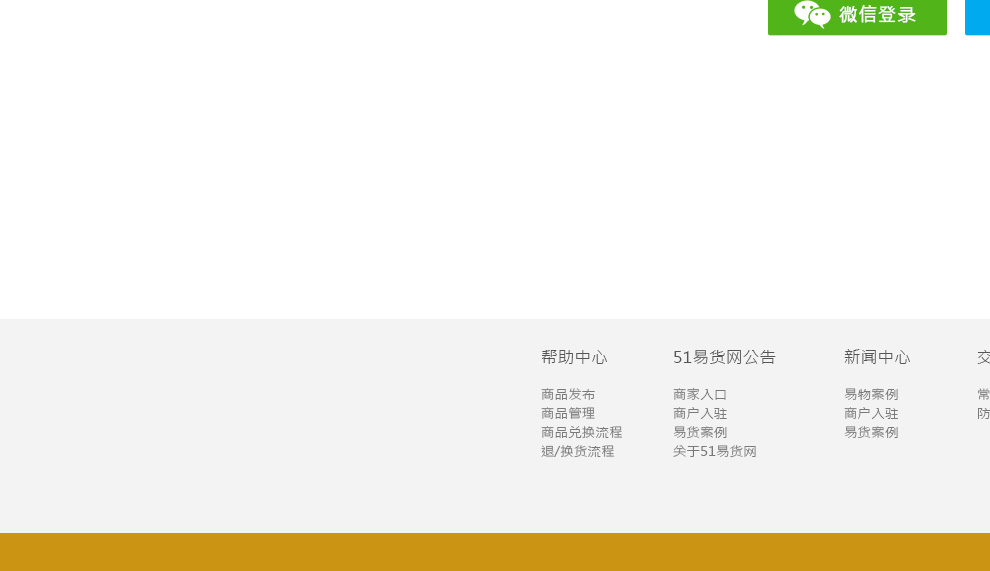 微信登录
帮助中心
商品发布
商品管理
商品兑换流程
退/换货流程
51易货网公告
商家入口
商户入驻
易货案例
关于51易货网
新闻中心
易物案例
商户入驻
易货案例
交
常
防